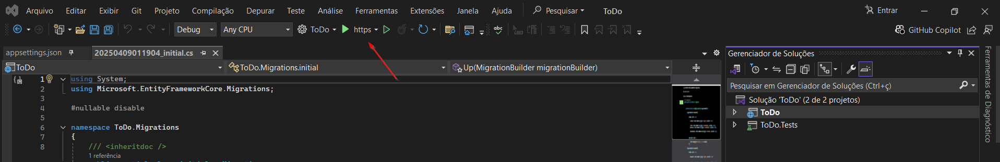 Arquivo Editar Exibir Git Projeto Compilação Depurar Teste Análise Ferramentas Extensões Janela Ajuda Pesquisar ToDo Entrar
Debug Any CPU ToDo https abc GitHub Copilot
appsettings.json 20250409011904_initial.cs
ToDo ToDo.Migrations.initial Up(MigrationBuilder migrationBuilder)
1 using System;
2 using Microsoft.EntityFrameworkCore.Migrations;
3
4 #nullable disable
5
6 namespace ToDo.Migrations
7 {
8 /// <inheritdoc />
1 referência
Gerenciador de Soluções
Pesquisar em Gerenciador de Soluções (Ctrl+ç)
Solução 'ToDo' (2 de 2 projetos)
ToDo
ToDo.Tests
Ferramentas de Diagnóstico